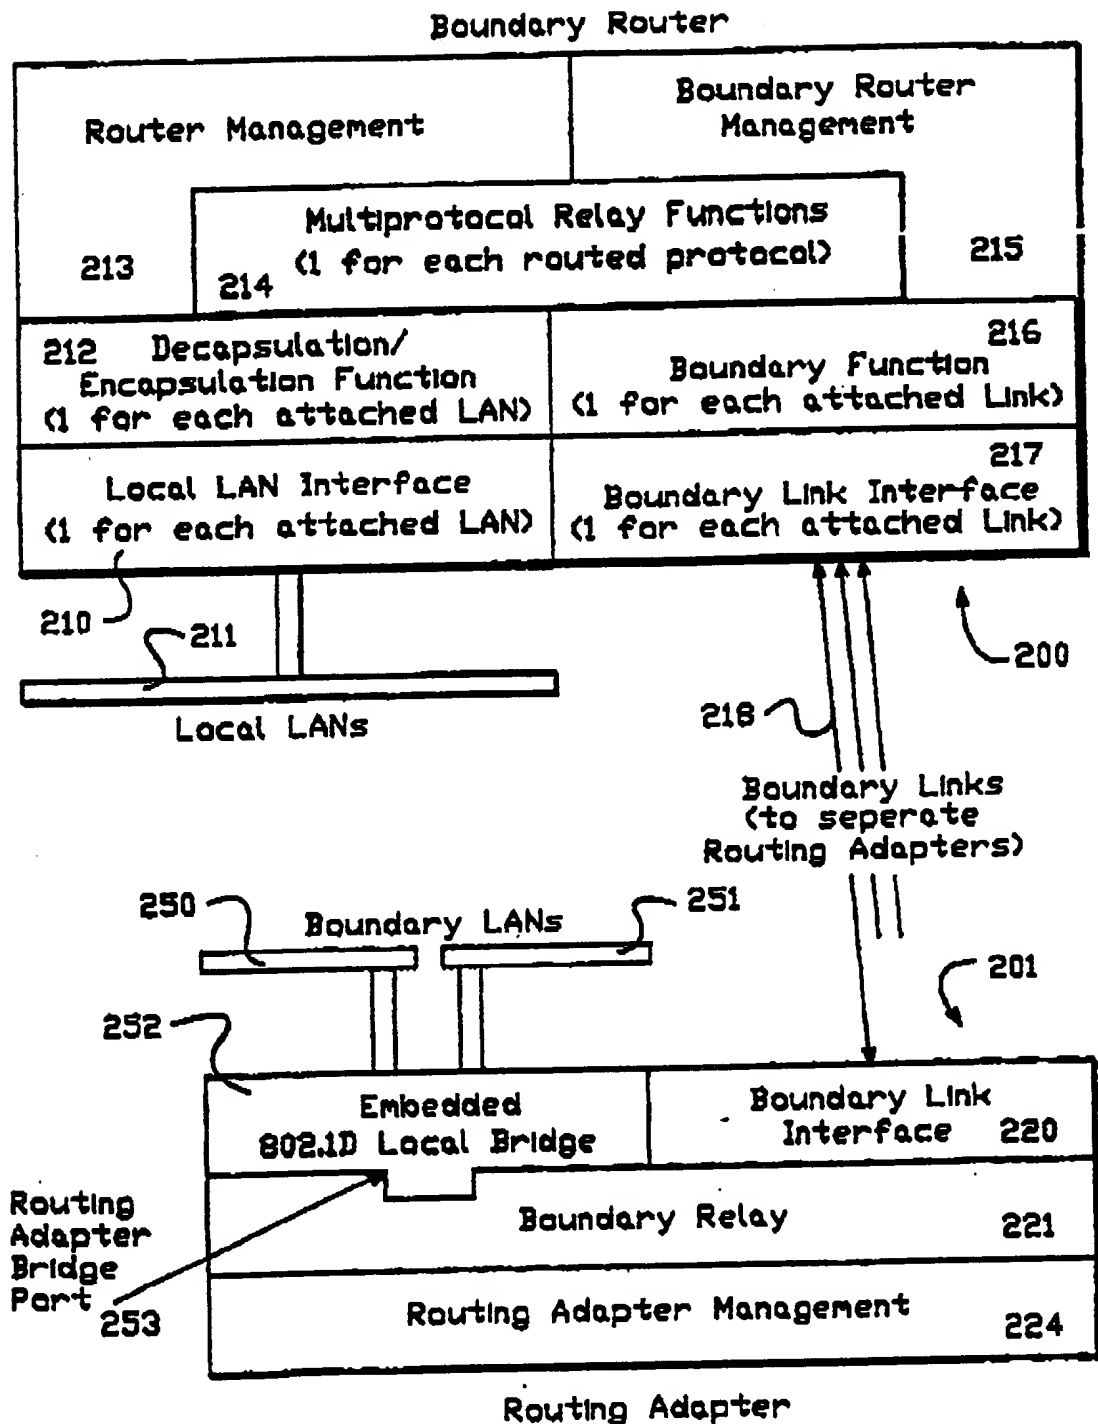 Boundary Router
Router Management
Boundary Router
Management
Multiprotocal Relay Functions
(1 for each routed protocal)
213
214
215
212 Decapsulation/
Encapsulation Function
(1 for each attached LAN)
216
Boundary Function
(1 for each attached Link)
Local LAN Interface
(1 for each attached LAN)
217
Boundary Link Interface
(1 for each attached Link)
210
211
Local LANs
200
218
Boundary Links
(to seperate
Routing Adapters)
250
Boundary LANs
251
201
252
Embedded
802.1D Local Bridge
Boundary Link
Interface 220
Routing
Adapter
Bridge
Port
253
Boundary Relay 221
Routing Adapter Management 224
Routing Adapter